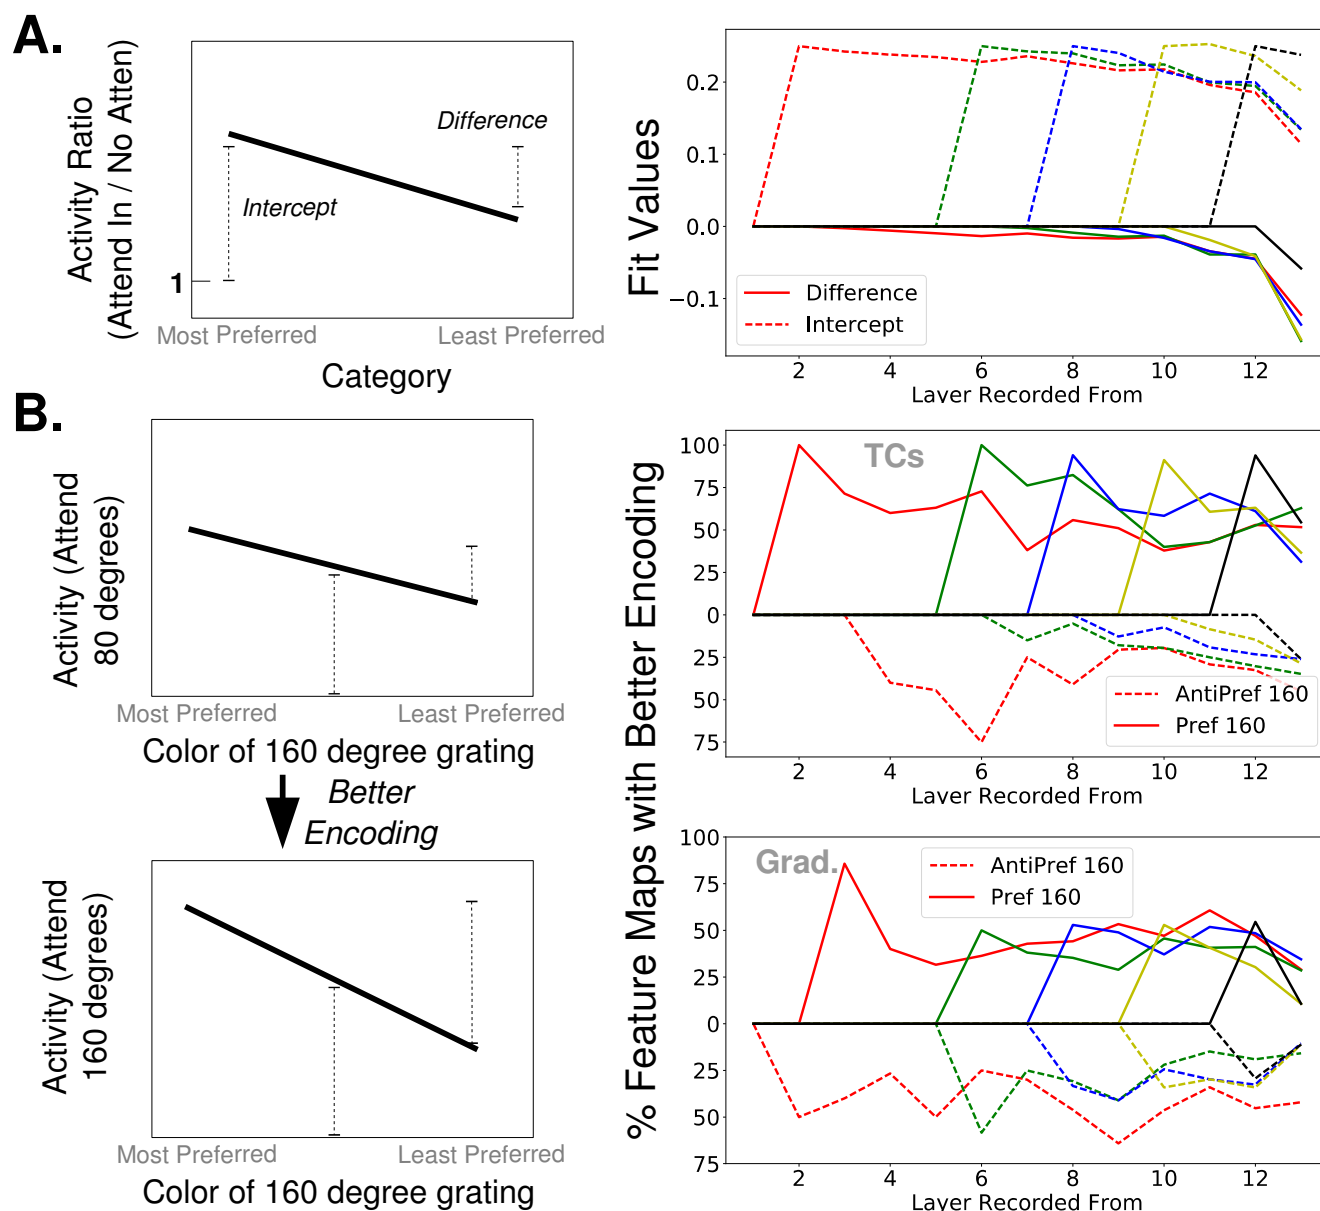 A.
Activity Ratio
(Attend In / No Atten)
Difference
Intercept
1
Most Preferred
Least Preferred
Category
Fit Values
0.2
0.1
0.0
−0.1
Difference
Intercept
2 4 6 8 10 12
Layer Recorded From
B.
Activity (Attend
80 degrees)
Most Preferred
Least Preferred
Color of 160 degree grating
Better
Encoding
Activity (Attend
160 degrees)
Most Preferred
Least Preferred
Color of 160 degree grating
% Feature Maps with Better Encoding
TCs
100
75
50
25
0
25
50
75
AntiPref 160
Pref 160
2 4 6 8 10 12
Layer Recorded From
Grad.
100
75
50
25
0
25
50
75
AntiPref 160
Pref 160
2 4 6 8 10 12
Layer Recorded From